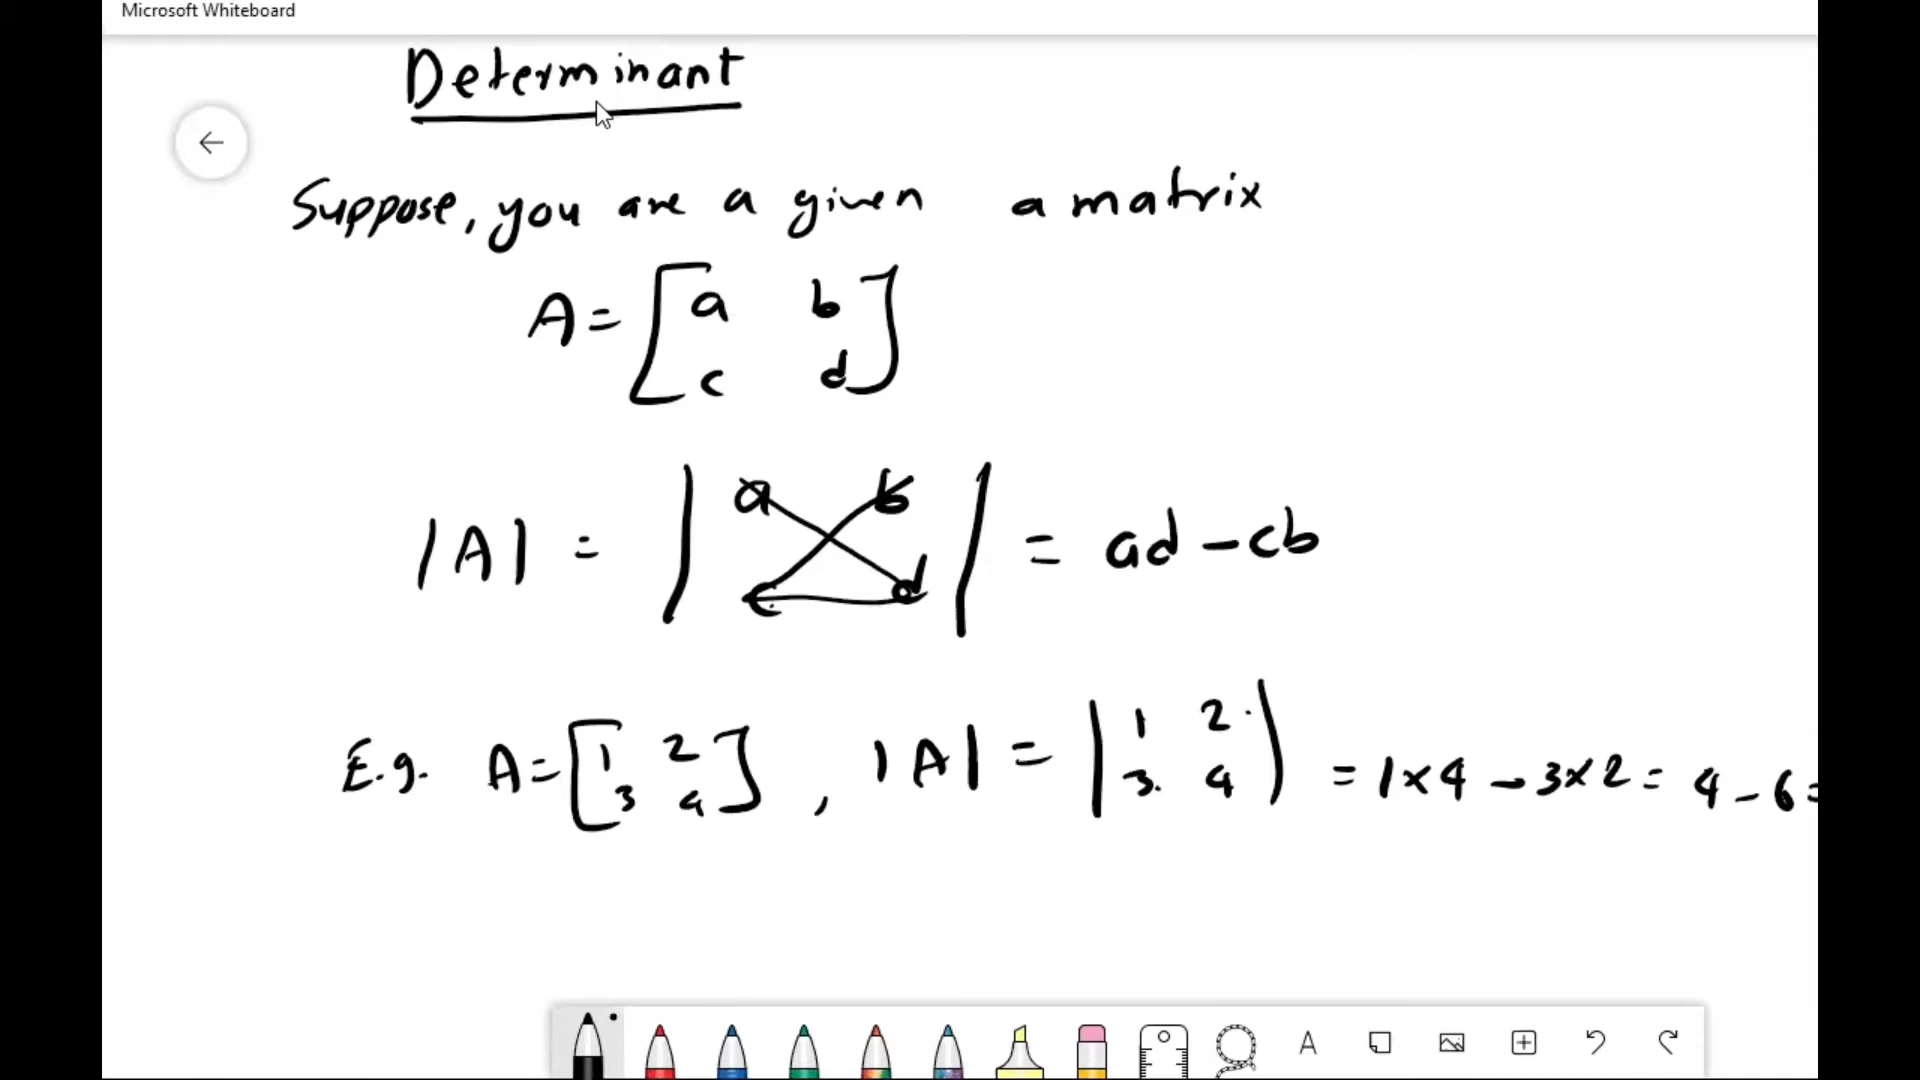 Microsoft Whiteboard
Determinant
Suppose, you are a given a matrix
A = [a b
c d]
|A| = |a b
c d| = ad - cb
E.g. A = [1 2
3 4], |A| = |1 2
3 4| = 1 × 4 - 3 × 2 = 4 - 6 =
A